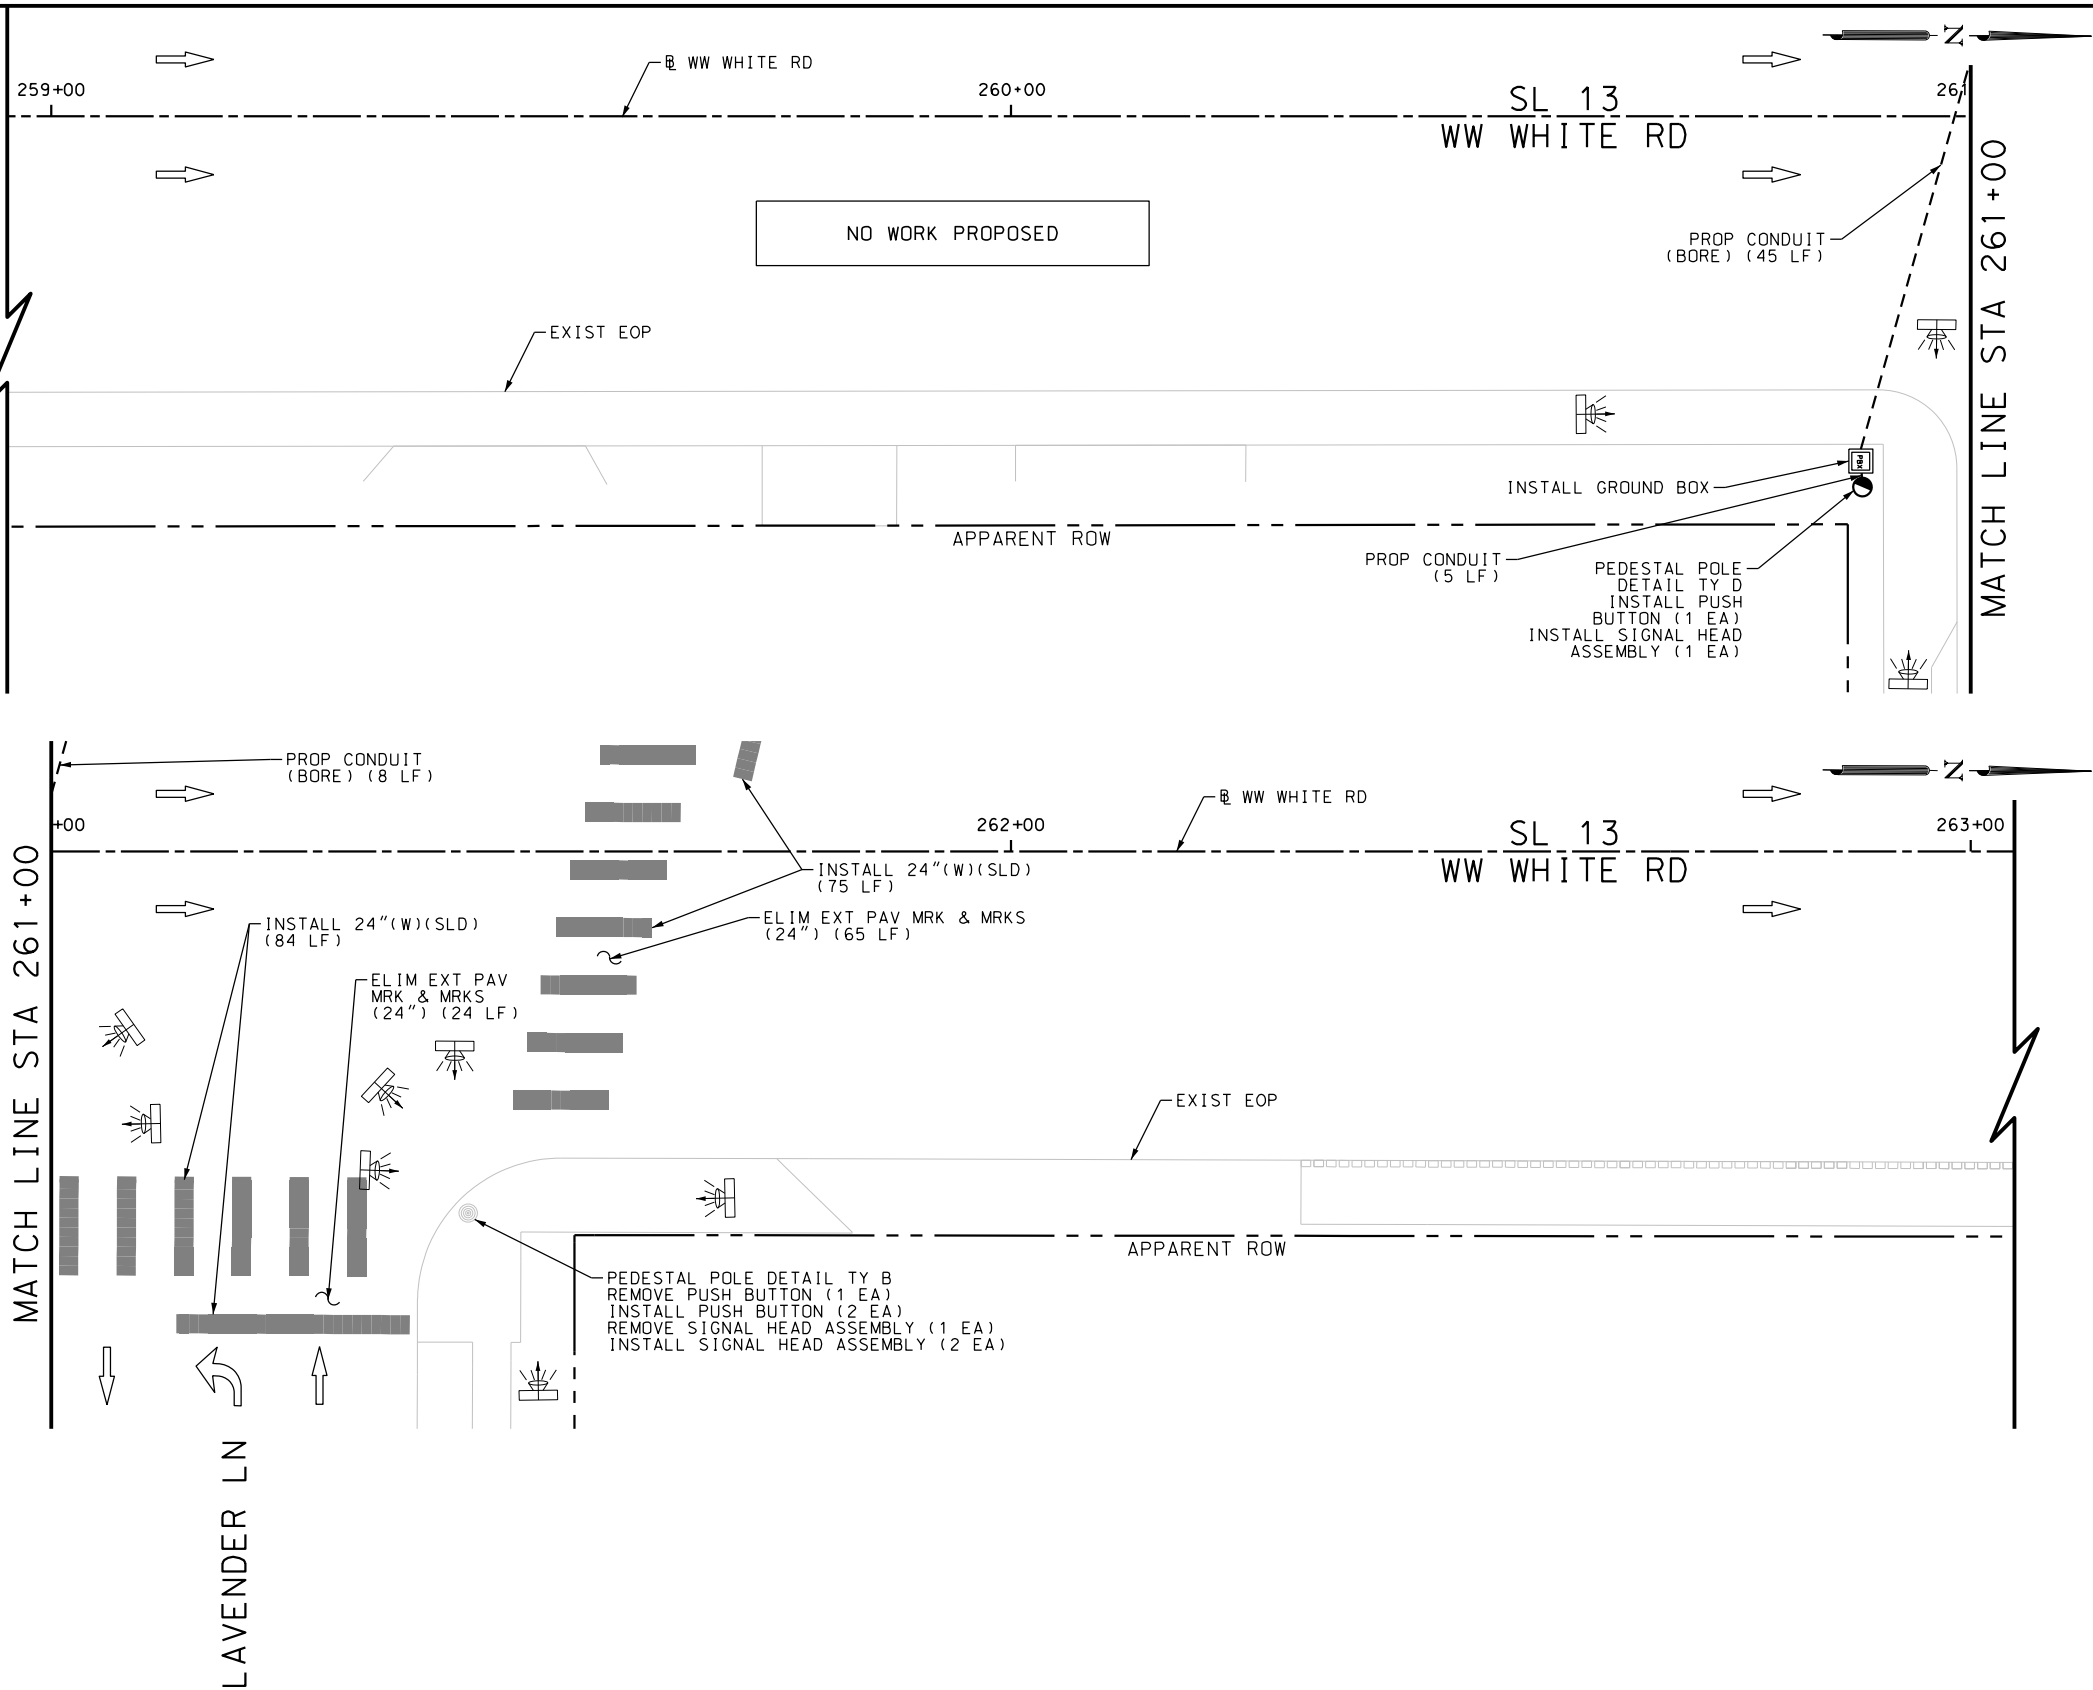 N
℄ WW WHITE RD
259+00
260+00
SL 13
WW WHITE RD
261
NO WORK PROPOSED
PROP CONDUIT
(BORE) (45 LF)
MATCH LINE STA 261+00
EXIST EOP
PBX
INSTALL GROUND BOX
APPARENT ROW
PROP CONDUIT
(5 LF)
PEDESTAL POLE
DETAIL TY D
INSTALL PUSH
BUTTON (1 EA)
INSTALL SIGNAL HEAD
ASSEMBLY (1 EA)
PROP CONDUIT
(BORE) (8 LF)
N
+00
℄ WW WHITE RD
262+00
SL 13
WW WHITE RD
263+00
MATCH LINE STA 261+00
INSTALL 24"(W)(SLD)
(75 LF)
INSTALL 24"(W)(SLD)
(84 LF)
ELIM EXT PAV MRK & MRKS
(24") (65 LF)
ELIM EXT PAV
MRK & MRKS
(24") (24 LF)
EXIST EOP
APPARENT ROW
PEDESTAL POLE DETAIL TY B
REMOVE PUSH BUTTON (1 EA)
INSTALL PUSH BUTTON (2 EA)
REMOVE SIGNAL HEAD ASSEMBLY (1 EA)
INSTALL SIGNAL HEAD ASSEMBLY (2 EA)
LAVENDER LN